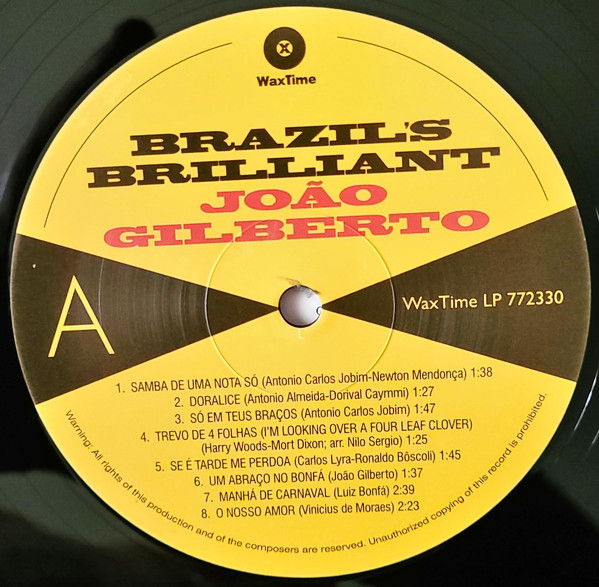 WaxTime
BRAZIL'S
BRILLIANT
JOÃO
GILBERTO
A
WaxTime LP 772330
1. SAMBA DE UMA NOTA SÓ (Antonio Carlos Jobim-Newton Mendonça) 1:38
2. DORALICE (Antonio Almeida-Dorival Caymmi) 1:27
3. SÓ EM TEUS BRAÇOS (Antonio Carlos Jobim) 1:47
4. TREVO DE 4 FOLHAS (I'M LOOKING OVER A FOUR LEAF CLOVER)
(Harry Woods-Mort Dixon; arr. Nilo Sergio) 1:25
5. SE É TARDE ME PERDOA (Carlos Lyra-Ronaldo Bôscoli) 1:45
6. UM ABRAÇO NO BONFÁ (João Gilberto) 1:37
7. MANHÁ DE CARNAVAL (Luiz Bonfá) 2:39
8. O NOSSO AMOR (Vinicius de Moraes) 2:23
Warning: All rights of this production and of the composers are reserved. Unauthorized copying of this record is prohibited.